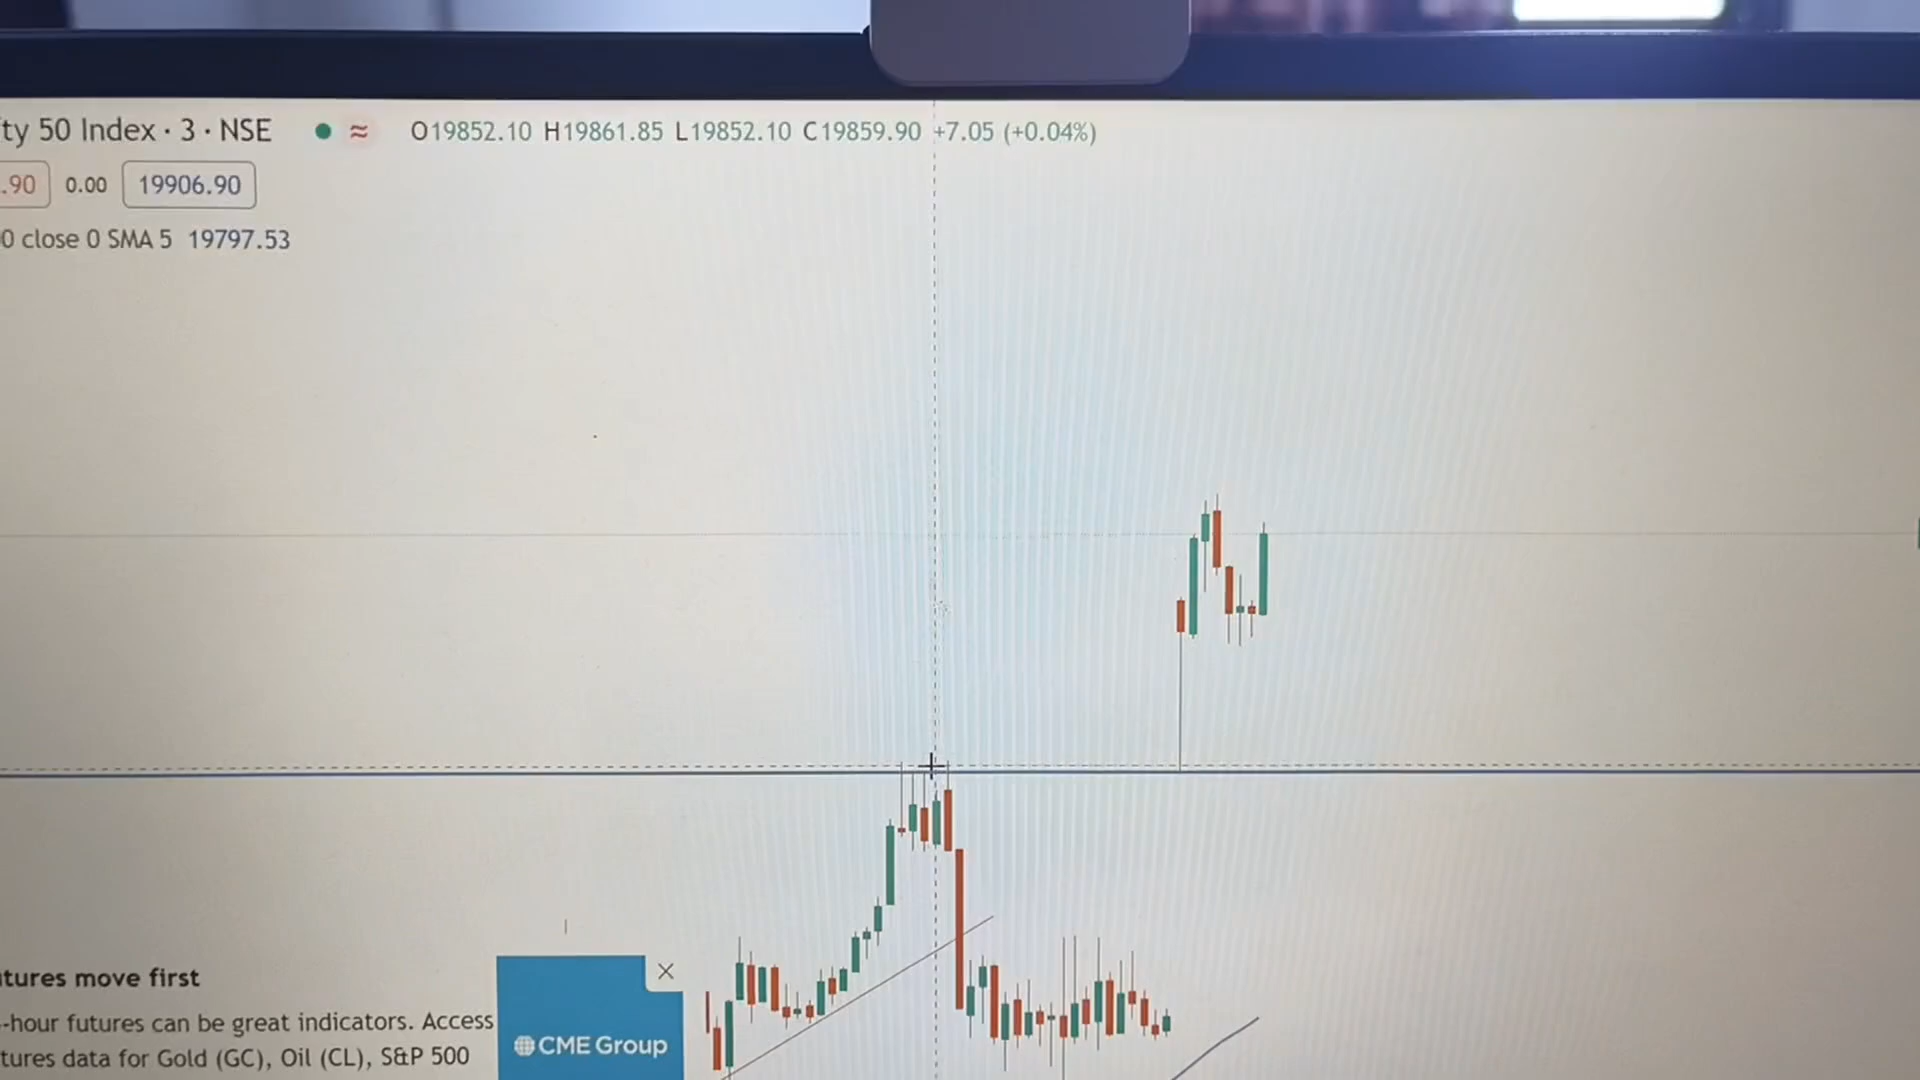 ty 50 Index · 3 · NSE
O19852.10 H19861.85 L19852.10 C19859.90 +7.05 (+0.04%)
.90 0.00 19906.90
0 close 0 SMA 5 19797.53
tures move first
-hour futures can be great indicators. Access
tures data for Gold (GC), Oil (CL), S&P 500
CME Group